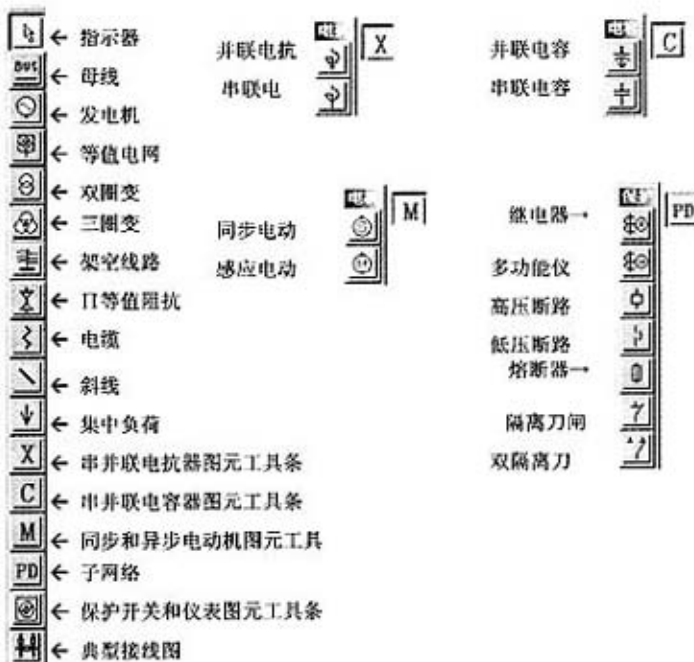 ← 指示器
BUS ← 母线
← 发电机
← 等值电网
← 双圈变
← 三圈变
← 架空线路
← Π等值阻抗
← 电缆
← 斜线
← 集中负荷
X ← 串并联电抗器图元工具条
C ← 串并联电容器图元工具条
M ← 同步和异步电动机图元工具
PD ← 子网络
← 保护开关和仪表图元工具条
← 典型接线图
X
并联电抗
串联电
C
并联电容
串联电容
M
同步电动
感应电动
PD
继电器→
多功能仪
高压断路
低压断路
熔断器→
隔离刀闸
双隔离刀